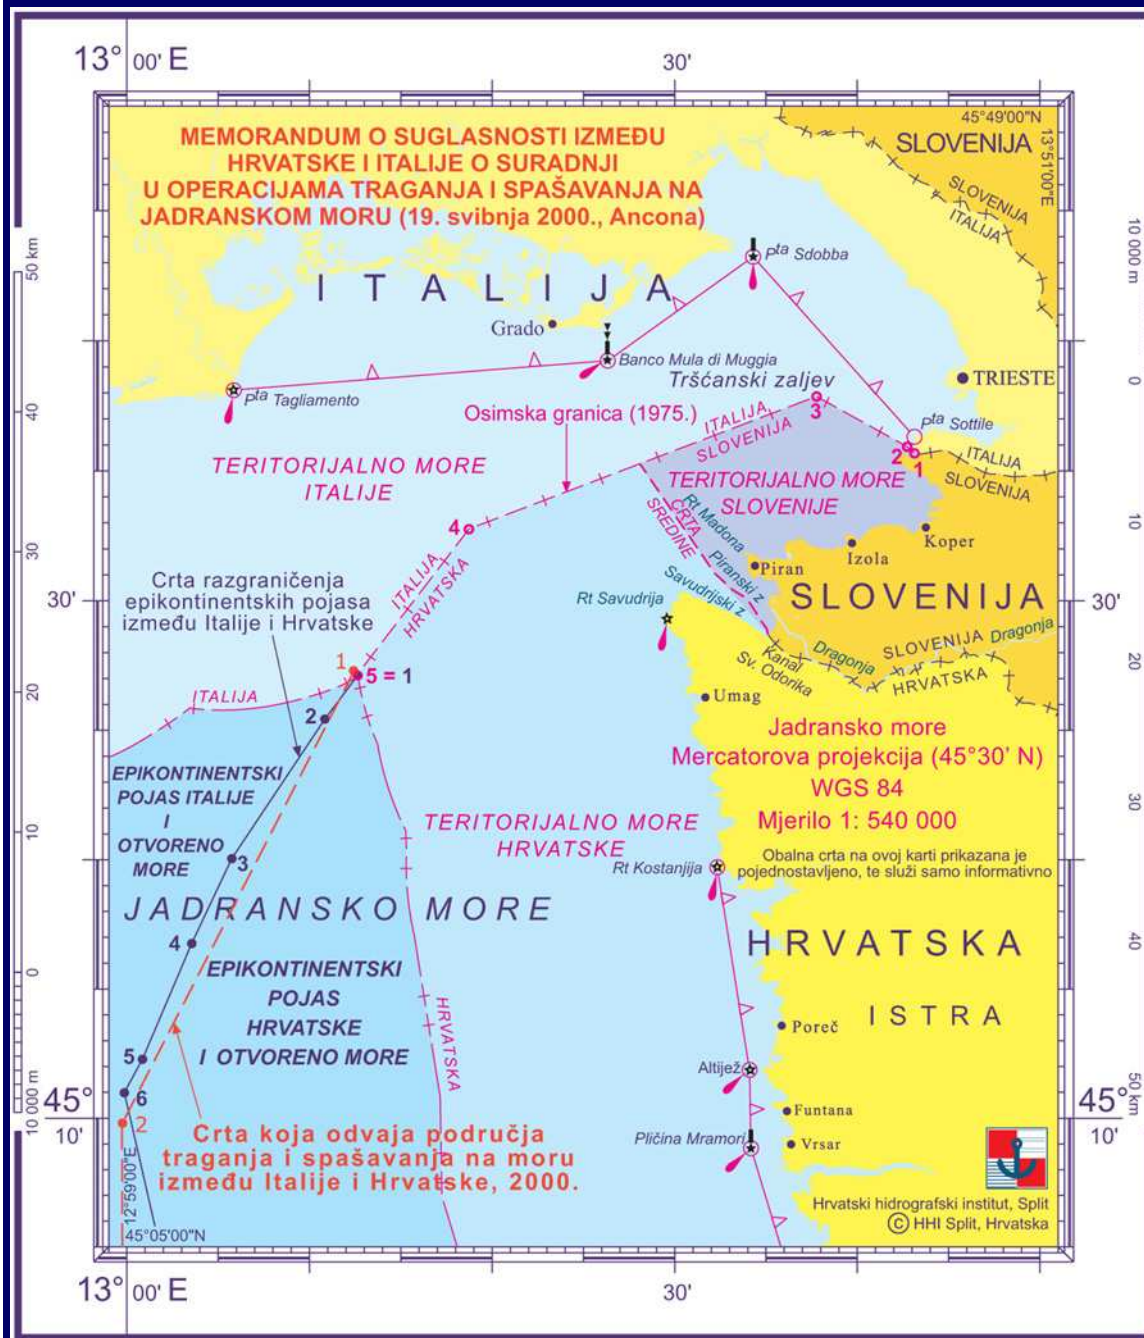 13° 00' E
30'
45°49'00"N
13°51'00"E
MEMORANDUM O SUGLASNOSTI IZMEĐU
HRVATSKE I ITALIJE O SURADNJI
U OPERACIJAMA TRAGANJA I SPAŠAVANJA NA
JADRANSKOM MORU (19. svibnja 2000., Ancona)
SLOVENIJA
SLOVENIJA
ITALIJA
50 km
10 000 m
Pta Sdobba
ITALIJA
Grado
Banco Mula di Muggia
Tršćanski zaljev
TRIESTE
0
40
Pta Tagliamento
3
Osimska granica (1975.)
ITALIJA
SLOVENIJA
Pta Sottile
2
1
ITALIJA
SLOVENIJA
TERITORIJALNO MORE
ITALIJE
TERITORIJALNO MORE
SLOVENIJE
4
CRTA
SREDINE
Rt Madona
10
30
Koper
Izola
Piran
Piranski z
Savudrijski z
Crta razgraničenja
epikontinentskih pojasa
između Italije i Hrvatske
ITALIJA
HRVATSKA
30'
Rt Savudrija
SLOVENIJA
30'
Dragonja
Kanal
Sv. Odorika
SLOVENIJA
Dragonja
HRVATSKA
20
1
5 = 1
20
ITALIJA
2
Umag
Jadransko more
Mercatorova projekcija (45°30' N)
WGS 84
Mjerilo 1: 540 000
EPIKONTINENTSKI
POJAS ITALIJE
I
OTVORENO
MORE
30
10
3
TERITORIJALNO MORE
HRVATSKE
Obalna crta na ovoj karti prikazana je
pojednostavljeno, te služi samo informativno
Rt Kostanjija
JADRANSKO MORE
4
40
HRVATSKA
0
EPIKONTINENTSKI
POJAS
HRVATSKE
I OTVORENO MORE
HRVATSKA
ISTRA
Poreč
5
Altijež
6
10 000 m
45°
10'
2
Funtana
45°
10'
50 km
Crta koja odvaja područja
traganja i spašavanja na moru
između Italije i Hrvatske, 2000.
Pličina Mramori
Vrsar
12°59'00"E
45°05'00"N
Hrvatski hidrografski institut, Split
© HHI Split, Hrvatska
13° 00' E
30'